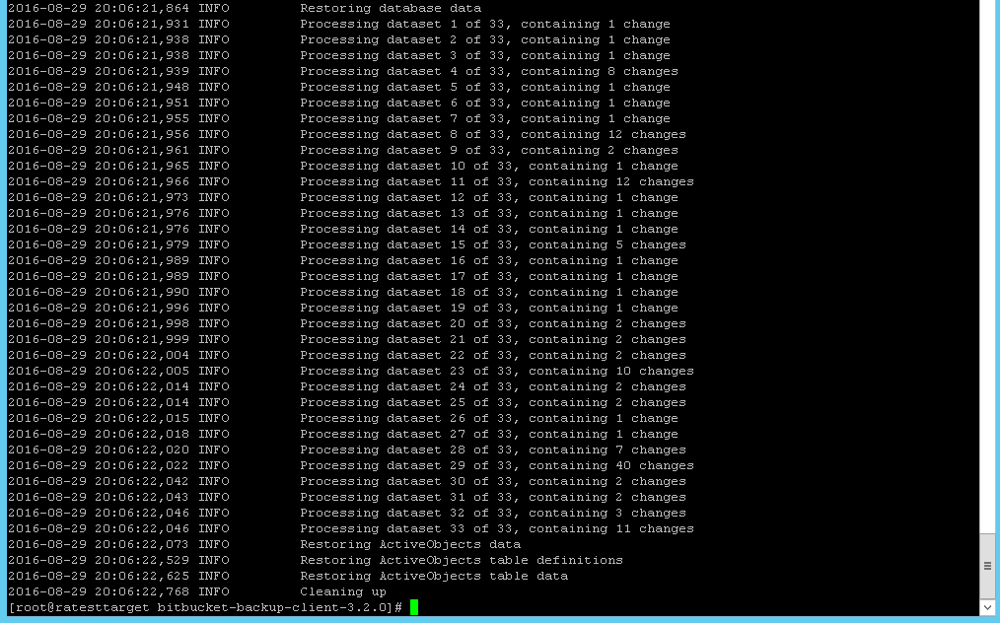 2016-08-29 20:06:21,864 INFO Restoring database data
2016-08-29 20:06:21,931 INFO Processing dataset 1 of 33, containing 1 change
2016-08-29 20:06:21,938 INFO Processing dataset 2 of 33, containing 1 change
2016-08-29 20:06:21,938 INFO Processing dataset 3 of 33, containing 1 change
2016-08-29 20:06:21,939 INFO Processing dataset 4 of 33, containing 8 changes
2016-08-29 20:06:21,948 INFO Processing dataset 5 of 33, containing 1 change
2016-08-29 20:06:21,951 INFO Processing dataset 6 of 33, containing 1 change
2016-08-29 20:06:21,955 INFO Processing dataset 7 of 33, containing 1 change
2016-08-29 20:06:21,956 INFO Processing dataset 8 of 33, containing 12 changes
2016-08-29 20:06:21,961 INFO Processing dataset 9 of 33, containing 2 changes
2016-08-29 20:06:21,965 INFO Processing dataset 10 of 33, containing 1 change
2016-08-29 20:06:21,966 INFO Processing dataset 11 of 33, containing 12 changes
2016-08-29 20:06:21,973 INFO Processing dataset 12 of 33, containing 1 change
2016-08-29 20:06:21,976 INFO Processing dataset 13 of 33, containing 1 change
2016-08-29 20:06:21,976 INFO Processing dataset 14 of 33, containing 1 change
2016-08-29 20:06:21,979 INFO Processing dataset 15 of 33, containing 5 changes
2016-08-29 20:06:21,989 INFO Processing dataset 16 of 33, containing 1 change
2016-08-29 20:06:21,989 INFO Processing dataset 17 of 33, containing 1 change
2016-08-29 20:06:21,990 INFO Processing dataset 18 of 33, containing 1 change
2016-08-29 20:06:21,996 INFO Processing dataset 19 of 33, containing 1 change
2016-08-29 20:06:21,998 INFO Processing dataset 20 of 33, containing 2 changes
2016-08-29 20:06:21,999 INFO Processing dataset 21 of 33, containing 2 changes
2016-08-29 20:06:22,004 INFO Processing dataset 22 of 33, containing 2 changes
2016-08-29 20:06:22,005 INFO Processing dataset 23 of 33, containing 10 changes
2016-08-29 20:06:22,014 INFO Processing dataset 24 of 33, containing 2 changes
2016-08-29 20:06:22,014 INFO Processing dataset 25 of 33, containing 2 changes
2016-08-29 20:06:22,015 INFO Processing dataset 26 of 33, containing 1 change
2016-08-29 20:06:22,018 INFO Processing dataset 27 of 33, containing 1 change
2016-08-29 20:06:22,020 INFO Processing dataset 28 of 33, containing 7 changes
2016-08-29 20:06:22,022 INFO Processing dataset 29 of 33, containing 40 changes
2016-08-29 20:06:22,042 INFO Processing dataset 30 of 33, containing 2 changes
2016-08-29 20:06:22,043 INFO Processing dataset 31 of 33, containing 2 changes
2016-08-29 20:06:22,046 INFO Processing dataset 32 of 33, containing 3 changes
2016-08-29 20:06:22,046 INFO Processing dataset 33 of 33, containing 11 changes
2016-08-29 20:06:22,073 INFO Restoring ActiveObjects data
2016-08-29 20:06:22,529 INFO Restoring ActiveObjects table definitions
2016-08-29 20:06:22,625 INFO Restoring ActiveObjects table data
2016-08-29 20:06:22,768 INFO Cleaning up
[root@ratesttarget bitbucket-backup-client-3.2.0]#